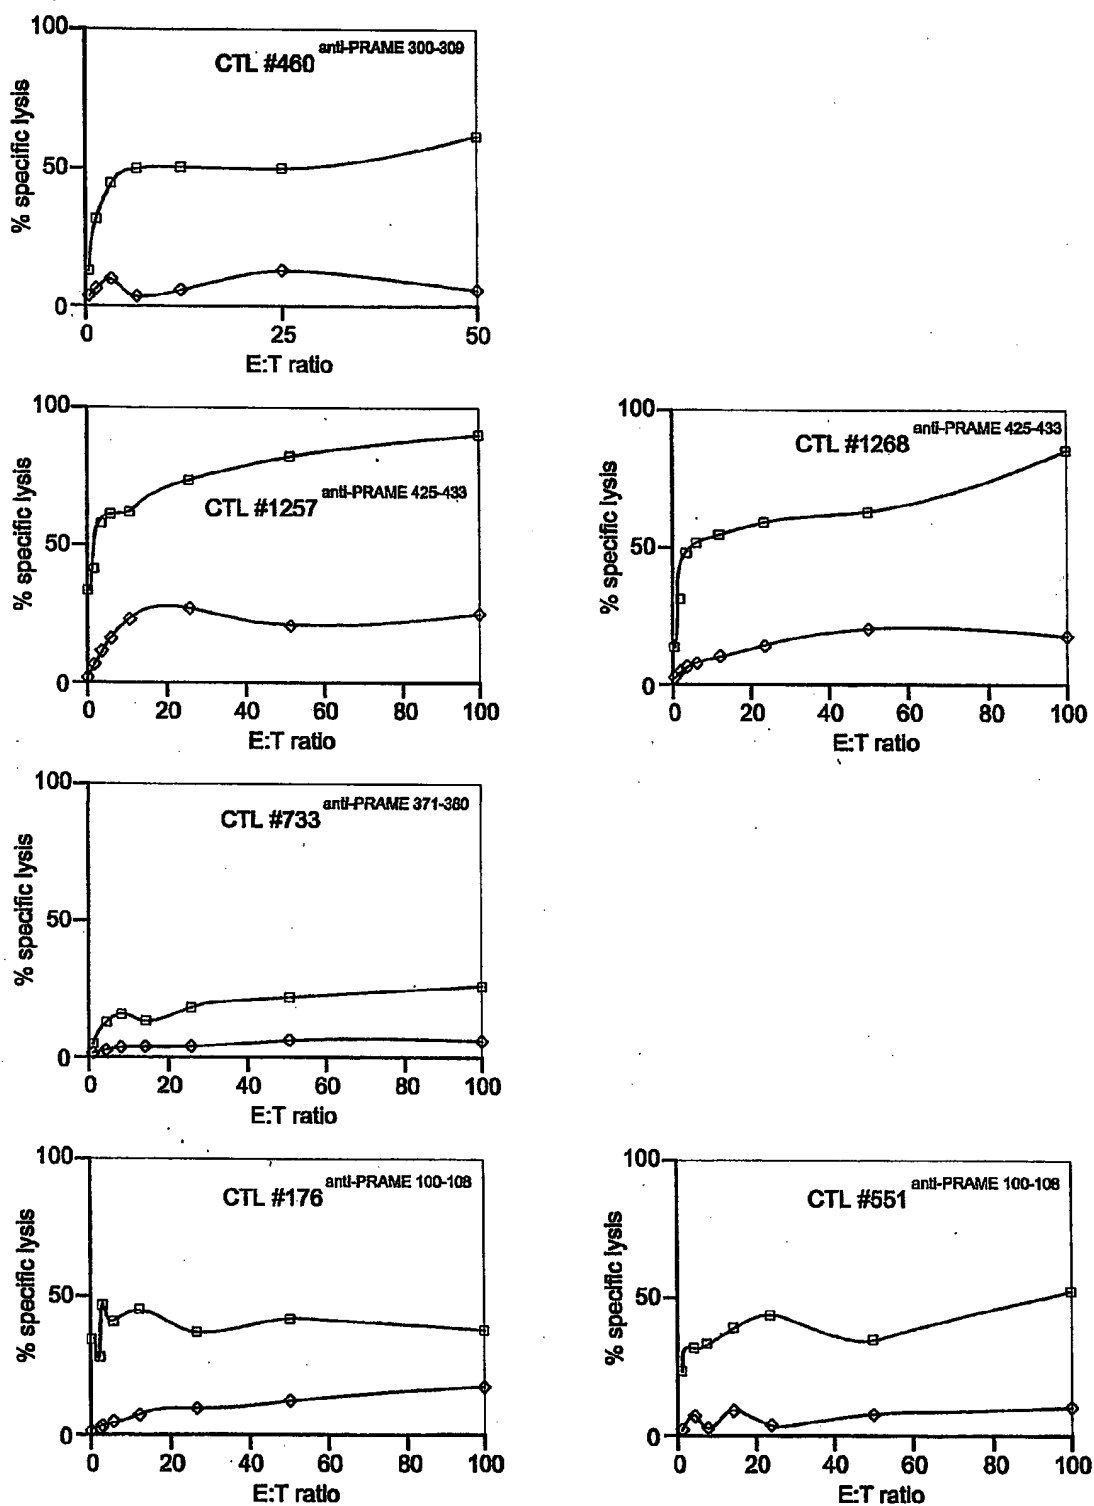 100
% specific lysis
50
0
CTL #460 anti-PRAME 300-309
0 25 50
E:T ratio
100
% specific lysis
50
0
CTL #1257 anti-PRAME 425-433
0 20 40 60 80 100
E:T ratio
100
% specific lysis
50
0
CTL #1268 anti-PRAME 425-433
0 20 40 60 80 100
E:T ratio
100
% specific lysis
50
0
CTL #733 anti-PRAME 371-380
0 20 40 60 80 100
E:T ratio
100
% specific lysis
50
0
CTL #176 anti-PRAME 100-108
0 20 40 60 80 100
E:T ratio
100
% specific lysis
50
0
CTL #551 anti-PRAME 100-108
0 20 40 60 80 100
E:T ratio